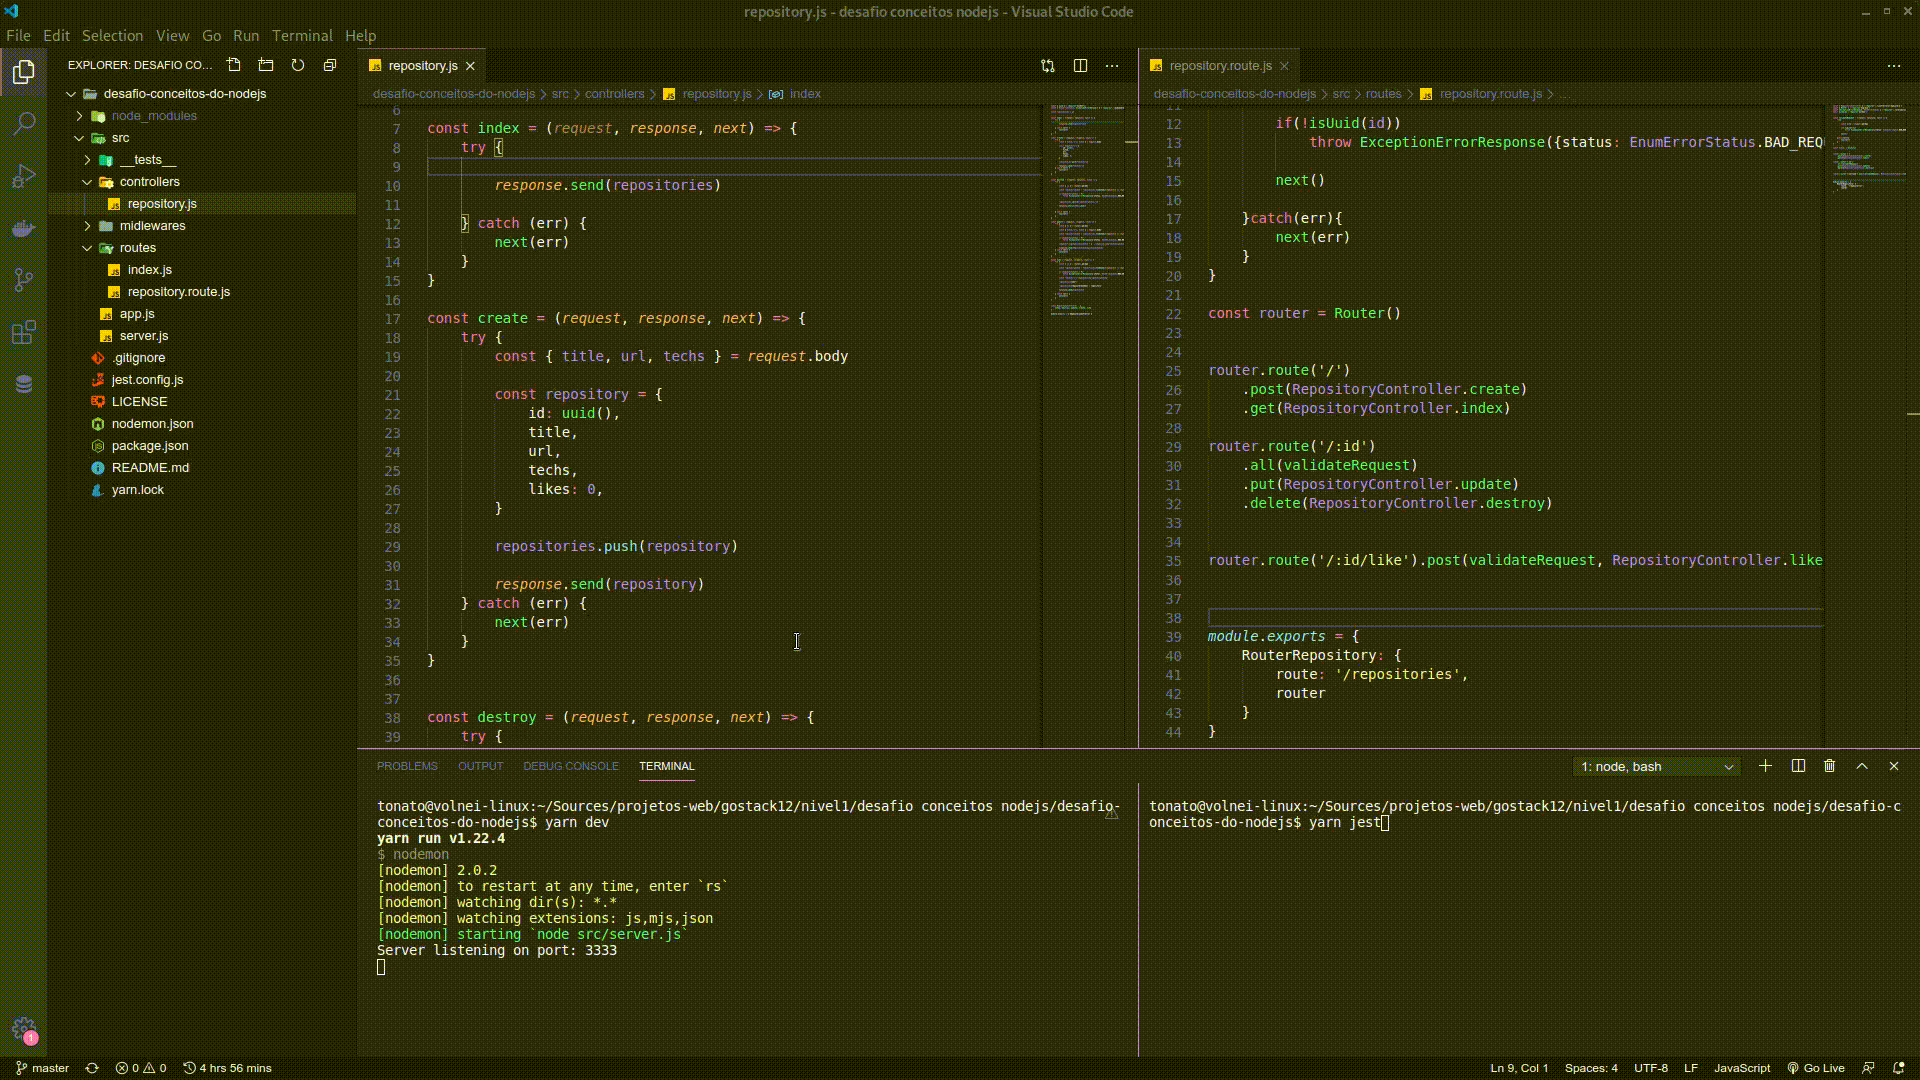 repository.js - desafio conceitos nodejs - Visual Studio Code
File Edit Selection View Go Run Terminal Help
EXPLORER: DESAFIO CO...
desafio-conceitos-do-nodejs
node_modules
src
__tests__
controllers
repository.js
midlewares
routes
index.js
repository.route.js
app.js
server.js
.gitignore
jest.config.js
LICENSE
nodemon.json
package.json
README.md
yarn.lock
repository.js
desafio-conceitos-do-nodejs > src > controllers > repository.js > index
6
7 const index = (request, response, next) => {
8 try {
9
10 response.send(repositories)
11
12 } catch (err) {
13 next(err)
14 }
15 }
16
17 const create = (request, response, next) => {
18 try {
19 const { title, url, techs } = request.body
20
21 const repository = {
22 id: uuid(),
23 title,
24 url,
25 techs,
26 likes: 0,
27 }
28
29 repositories.push(repository)
30
31 response.send(repository)
32 } catch (err) {
33 next(err)
34 }
35 }
36
37
38 const destroy = (request, response, next) => {
39 try {
repository.route.js
desafio-conceitos-do-nodejs > src > routes > repository.route.js > ...
11
12 if(!isUuid(id))
13 throw ExceptionErrorResponse({status: EnumErrorStatus.BAD_REQU
14
15 next()
16
17 }catch(err){
18 next(err)
19 }
20 }
21
22 const router = Router()
23
24
25 router.route('/')
26 .post(RepositoryController.create)
27 .get(RepositoryController.index)
28
29 router.route('/:id')
30 .all(validateRequest)
31 .put(RepositoryController.update)
32 .delete(RepositoryController.destroy)
33
34
35 router.route('/:id/like').post(validateRequest, RepositoryController.like
36
37
38
39 module.exports = {
40 RouterRepository: {
41 route: '/repositories',
42 router
43 }
44 }
PROBLEMS OUTPUT DEBUG CONSOLE TERMINAL
1: node, bash
tonato@volnei-linux:~/Sources/projetos-web/gostack12/nivel1/desafio conceitos nodejs/desafio-
conceitos-do-nodejs$ yarn dev
yarn run v1.22.4
$ nodemon
[nodemon] 2.0.2
[nodemon] to restart at any time, enter `rs`
[nodemon] watching dir(s): *.*
[nodemon] watching extensions: js,mjs,json
[nodemon] starting `node src/server.js`
Server listening on port: 3333
tonato@volnei-linux:~/Sources/projetos-web/gostack12/nivel1/desafio conceitos nodejs/desafio-c
onceitos-do-nodejs$ yarn jest
1
master 0 0 4 hrs 56 mins Ln 9, Col 1 Spaces: 4 UTF-8 LF JavaScript Go Live